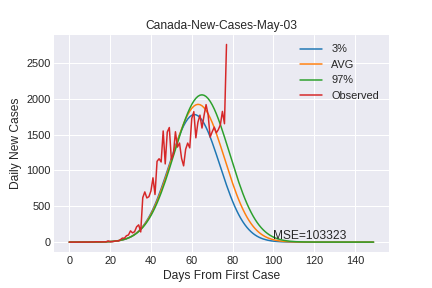 Canada-New-Cases-May-03
3%
AVG
97%
Observed
Daily New Cases
2500
2000
1500
1000
500
0
MSE=103323
0 20 40 60 80 100 120 140
Days From First Case